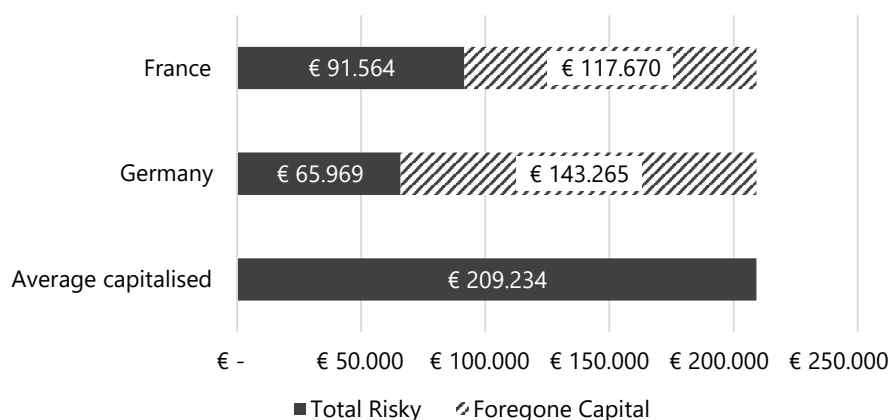 France
€ 91.564
€ 117.670
Germany
€ 65.969
€ 143.265
Average capitalised
€ 209.234
€ - € 50.000 € 100.000 € 150.000 € 200.000 € 250.000
Total Risky Foregone Capital